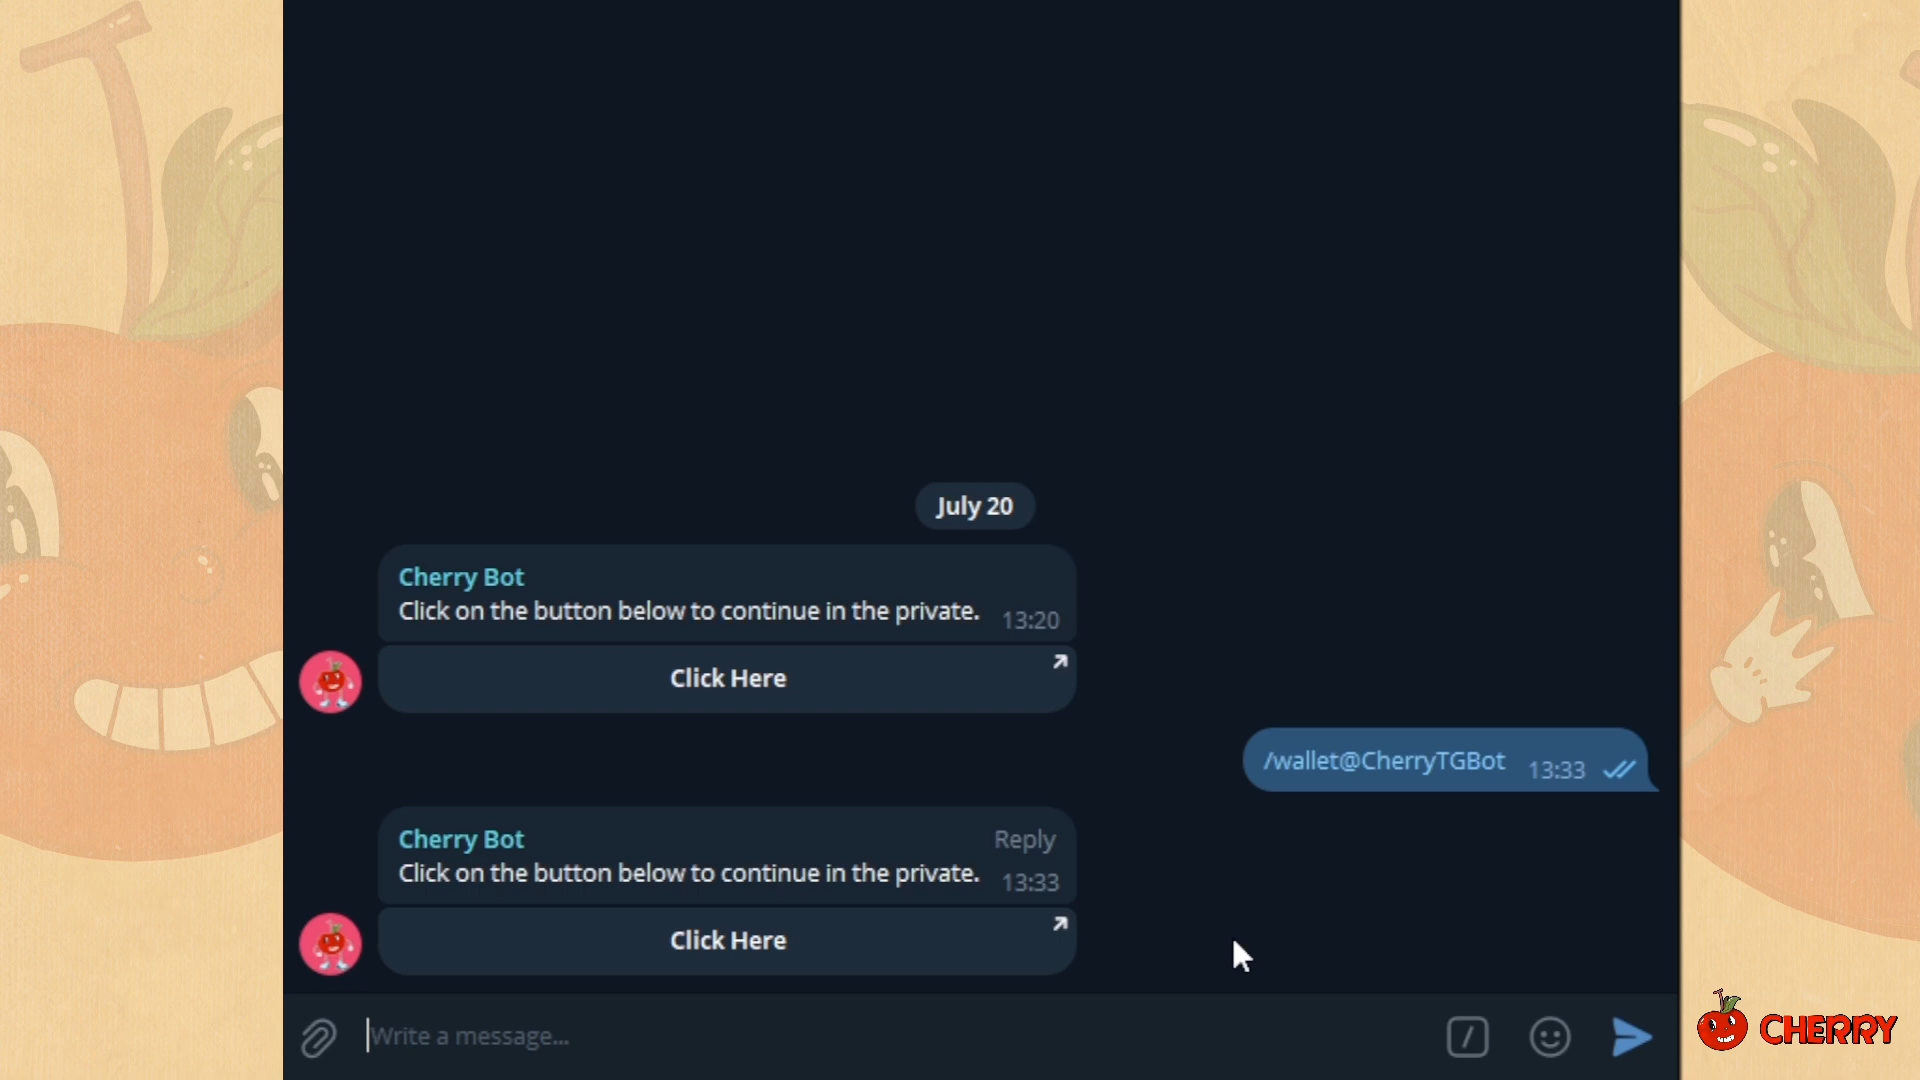 July 20
Cherry Bot
Click on the button below to continue in the private. 13:20
Click Here
/wallet@CherryTGBot 13:33
Cherry Bot Reply
Click on the button below to continue in the private. 13:33
Click Here
Write a message...
CHERRY